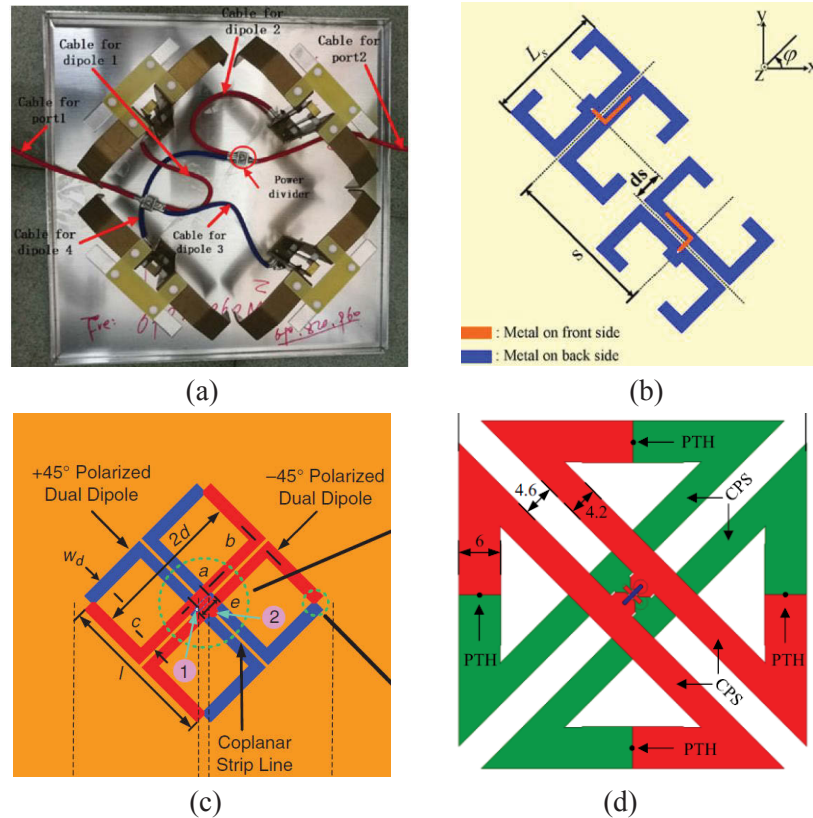 Cable for
dipole 2
Cable for
dipole 1
Cable for
port2
Cable for
port1
Power
divider
Cable for
dipole 4
Cable for
dipole 3
Fre:
(a)
Ls
y
z
φ
x
ds
s
: Metal on front side
: Metal on back side
(b)
+45° Polarized
Dual Dipole
−45° Polarized
Dual Dipole
2d
wd
b
a
e
c
1
2
l
Coplanar
Strip Line
(c)
PTH
CPS
4.6
4.2
6
PTH
PTH
CPS
PTH
(d)